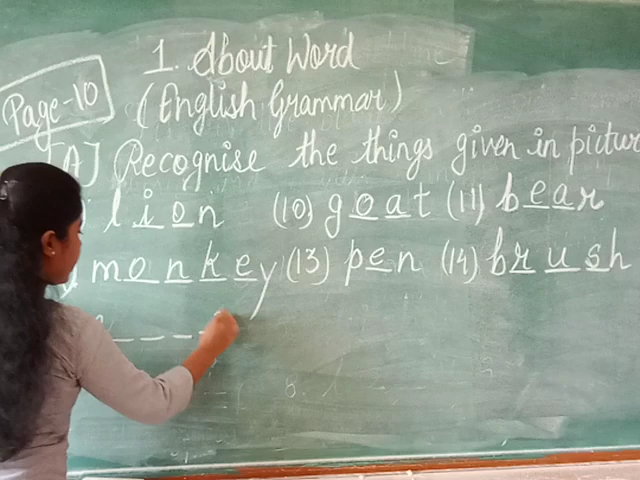 1. About Word
Page-10
(English Grammar)
[A] Recognise the things given in pictur
lion (10) goat (11) bear
monkey (13) pen (14) brush